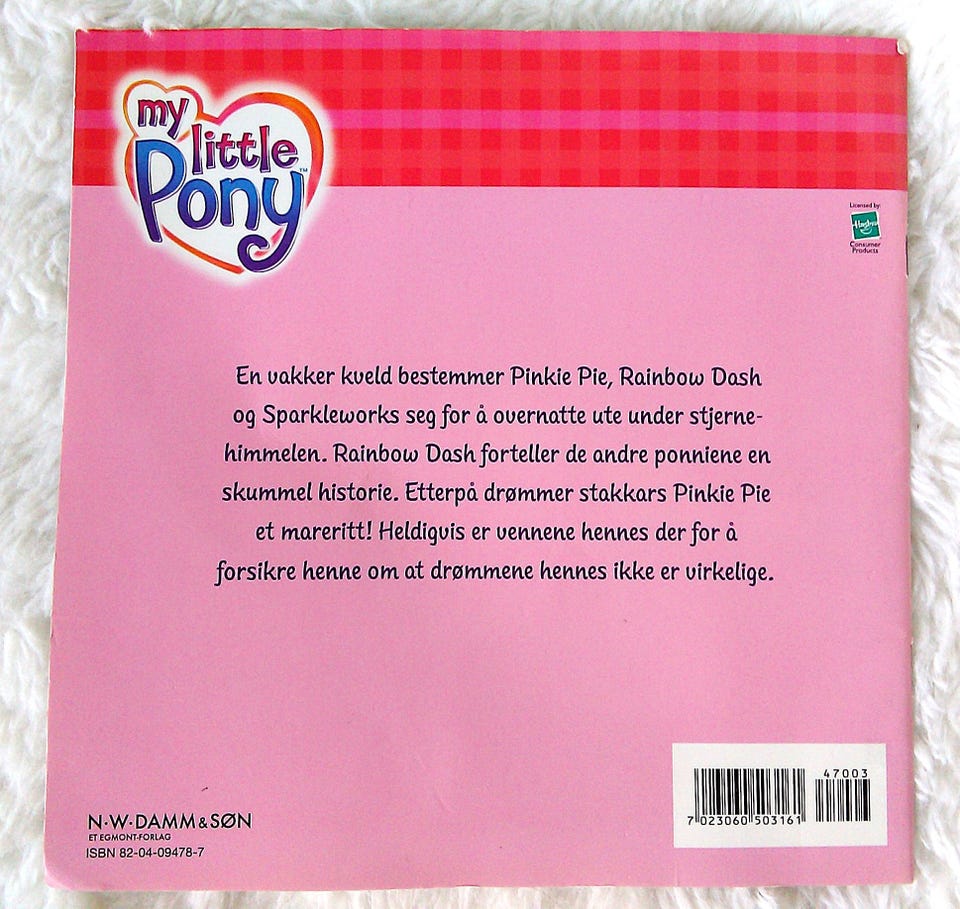 my
little
Pony™
Licensed by:
Hasbro
Consumer
Products
En vakker kveld bestemmer Pinkie Pie, Rainbow Dash
og Sparkleworks seg for å overnatte ute under stjerne-
himmelen. Rainbow Dash forteller de andre ponniene en
skummel historie. Etterpå drømmer stakkars Pinkie Pie
et mareritt! Heldigvis er vennene hennes der for å
forsikre henne om at drømmene hennes ikke er virkelige.
N·W·DAMM & SØN
ET EGMONT-FORLAG
ISBN 82-04-09478-7
47003
7 023060 503161